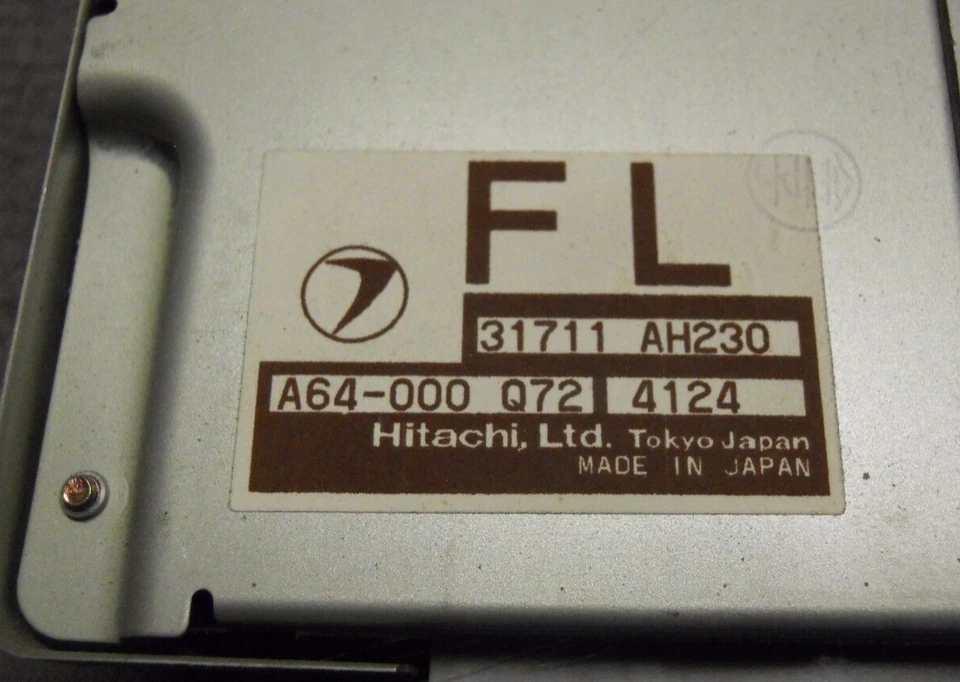 FL
31711 AH230
A64-000 Q72 4124
Hitachi, Ltd. Tokyo Japan
MADE IN JAPAN